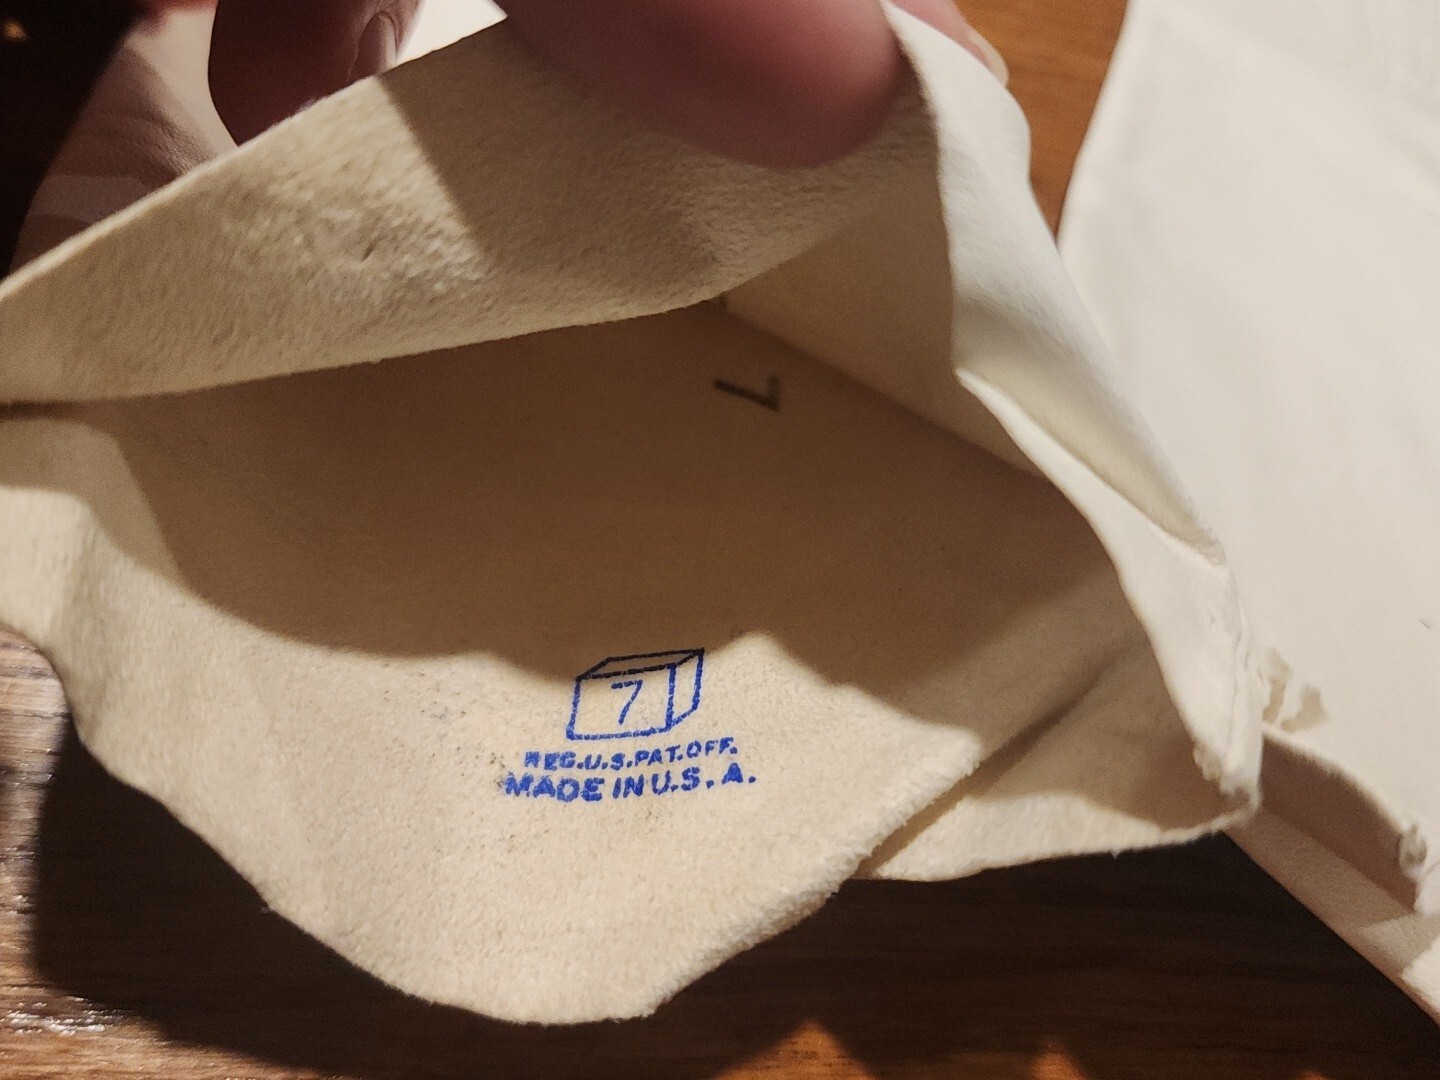 L
7
REG.U.S.PAT.OFF.
MADE IN U.S.A.